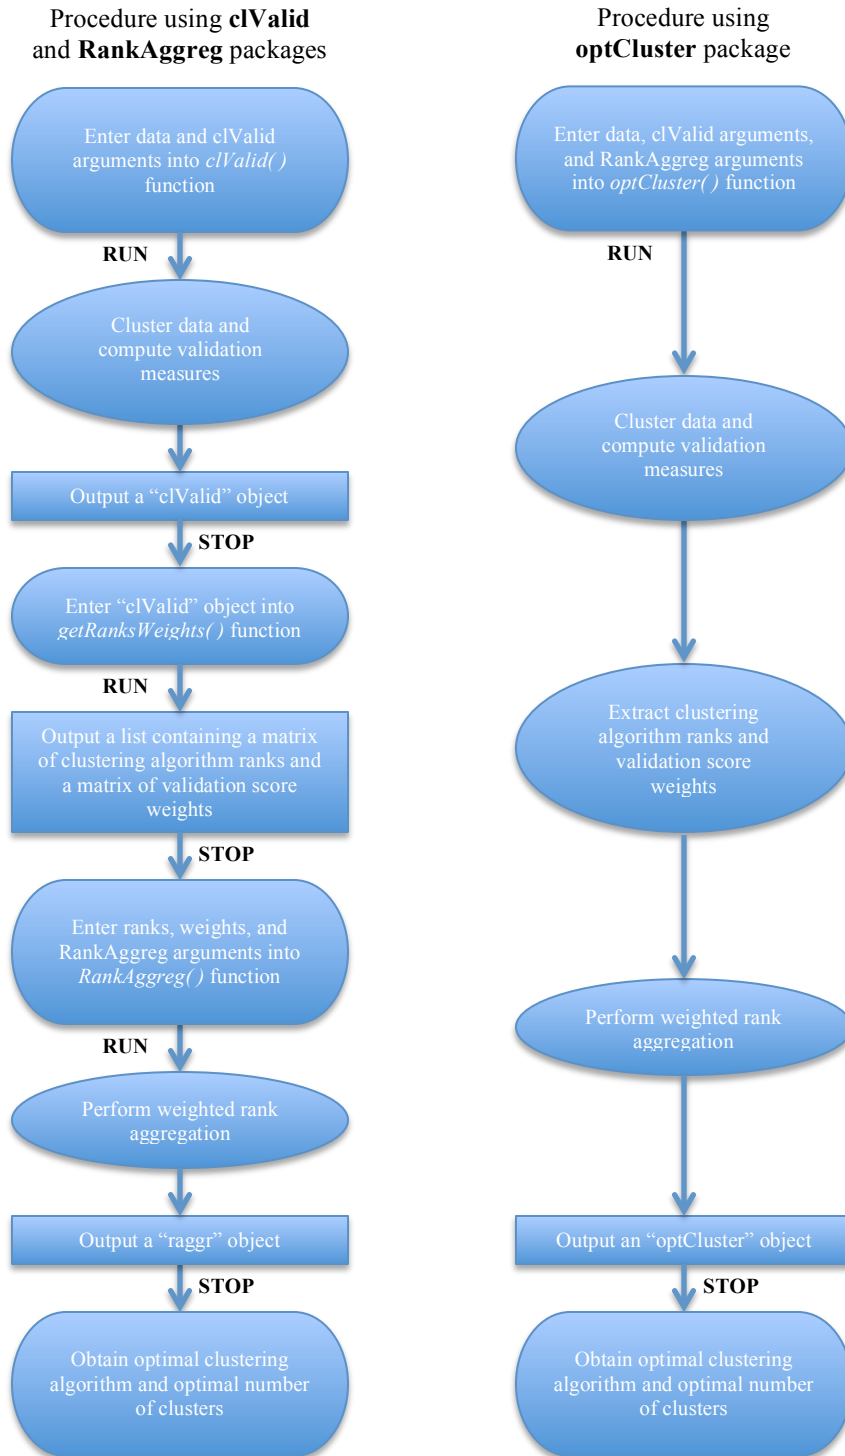 Procedure using clValid
and RankAggreg packages
Enter data and clValid
arguments into clValid( )
function
RUN
Cluster data and
compute validation
measures
Output a “clValid” object
STOP
Enter “clValid” object into
getRanksWeights( ) function
RUN
Output a list containing a matrix
of clustering algorithm ranks and
a matrix of validation score
weights
STOP
Enter ranks, weights, and
RankAggreg arguments into
RankAggreg( ) function
RUN
Perform weighted rank
aggregation
Output a “raggr” object
STOP
Obtain optimal clustering
algorithm and optimal number
of clusters
Procedure using
optCluster package
Enter data, clValid arguments,
and RankAggreg arguments
into optCluster( ) function
RUN
Cluster data and
compute validation
measures
Extract clustering
algorithm ranks and
validation score
weights
Perform weighted rank
aggregation
Output an “optCluster” object
STOP
Obtain optimal clustering
algorithm and optimal number
of clusters